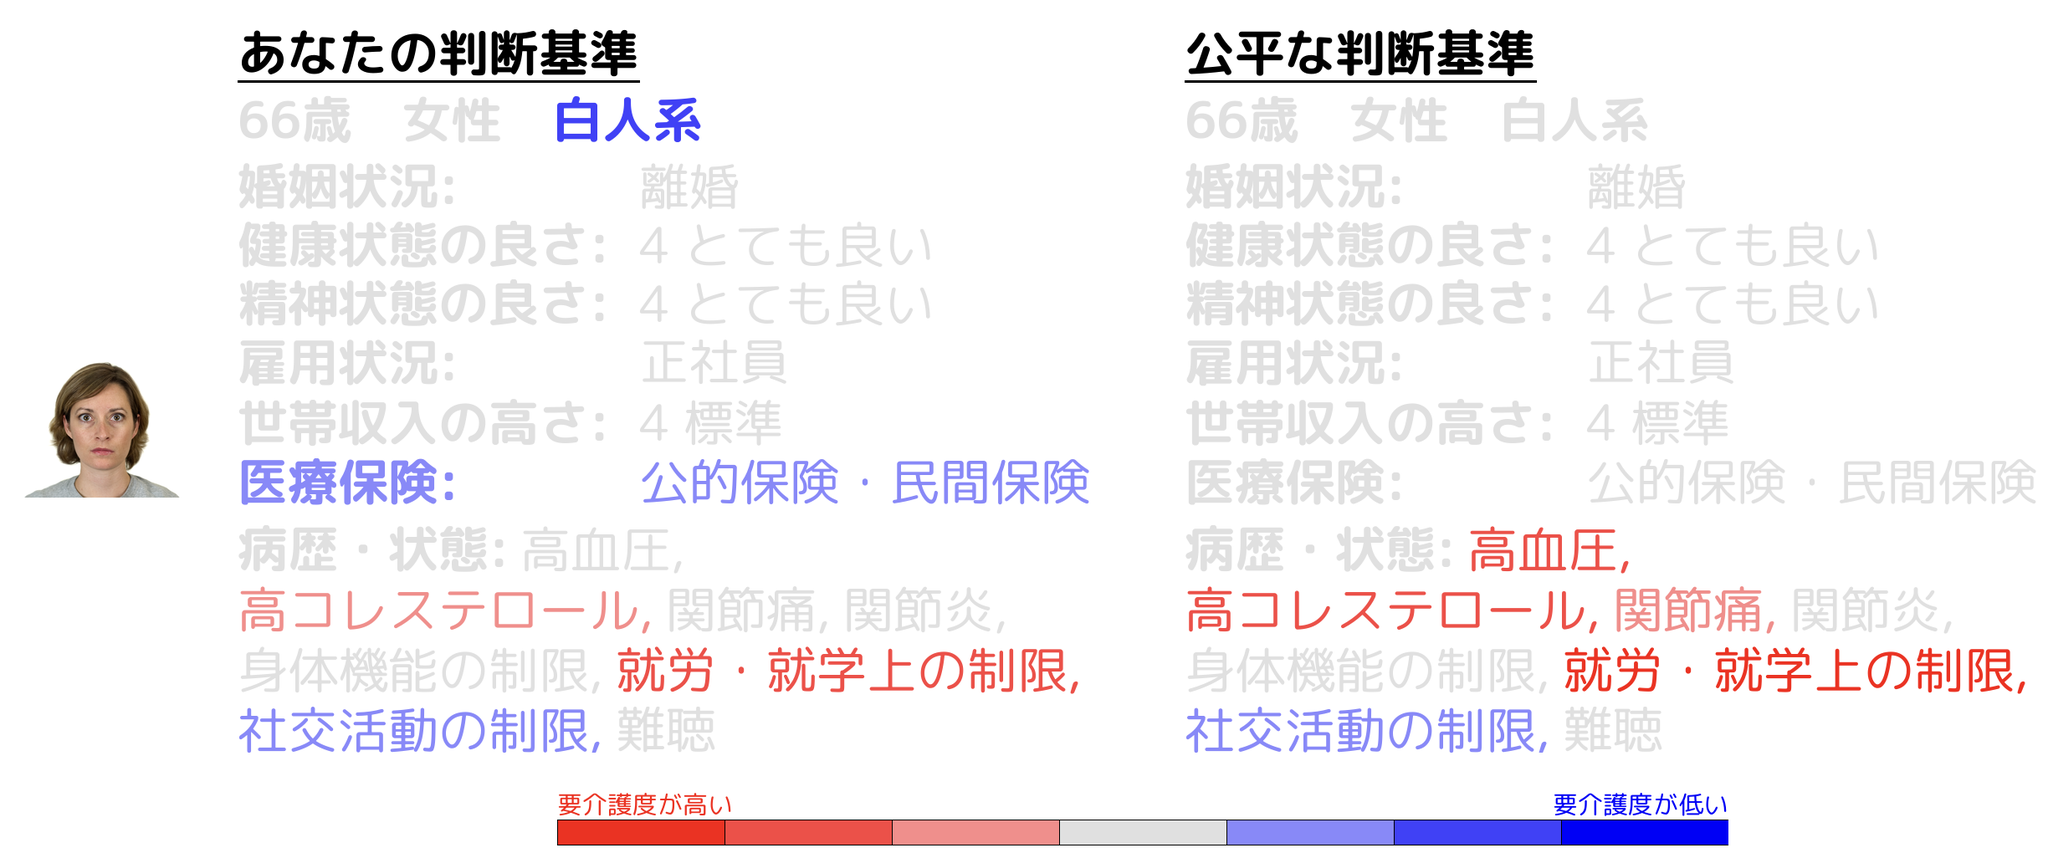 あなたの判断基準
66歳 女性 白人系
婚姻状況: 離婚
健康状態の良さ: 4 とても良い
精神状態の良さ: 4 とても良い
雇用状況: 正社員
世帯収入の高さ: 4 標準
医療保険: 公的保険・民間保険
病歴・状態: 高血圧,
高コレステロール, 関節痛, 関節炎,
身体機能の制限, 就労・就学上の制限,
社交活動の制限, 難聴
公平な判断基準
66歳 女性 白人系
婚姻状況: 離婚
健康状態の良さ: 4 とても良い
精神状態の良さ: 4 とても良い
雇用状況: 正社員
世帯収入の高さ: 4 標準
医療保険: 公的保険・民間保険
病歴・状態: 高血圧,
高コレステロール, 関節痛, 関節炎,
身体機能の制限, 就労・就学上の制限,
社交活動の制限, 難聴
要介護度が高い 要介護度が低い